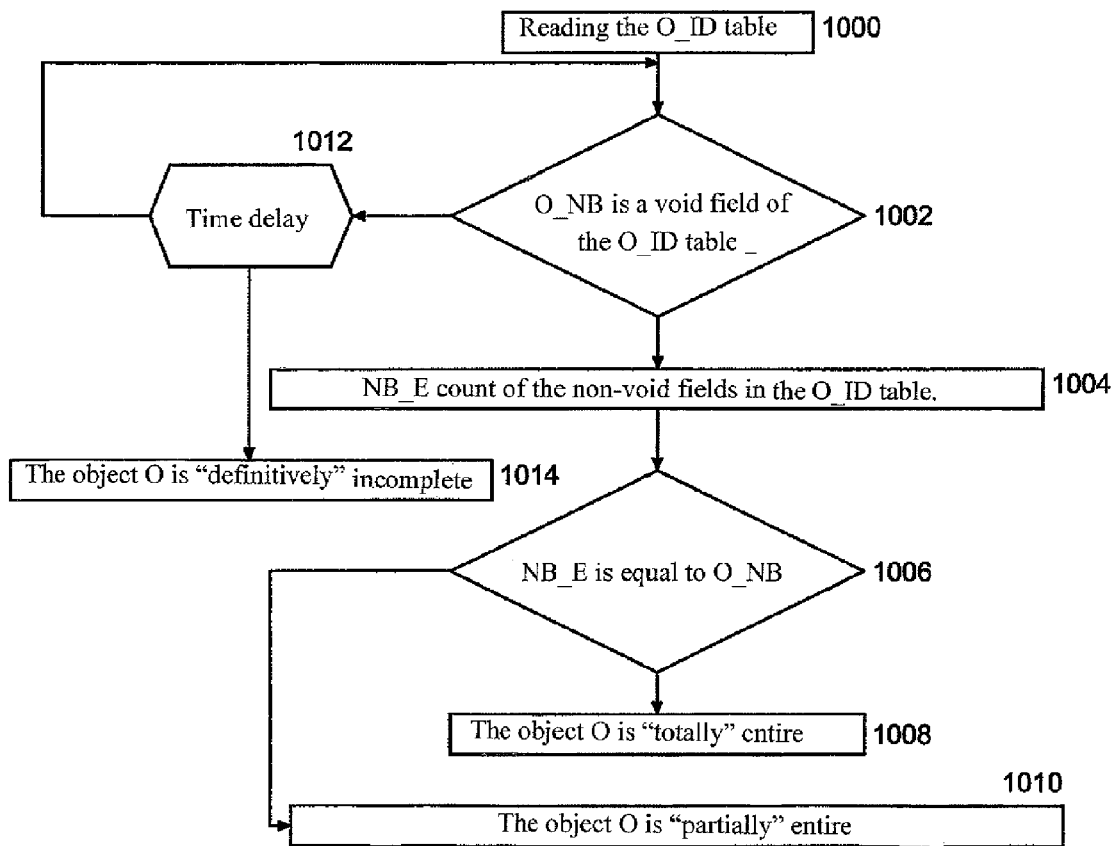 Reading the O_ID table
1000
1012
Time delay
O_NB is a void field of
the O_ID table _
1002
NB_E count of the non-void fields in the O_ID table.
1004
The object O is “definitively” incomplete
1014
NB_E is equal to O_NB
1006
The object O is “totally” entire
1008
1010
The object O is “partially” entire